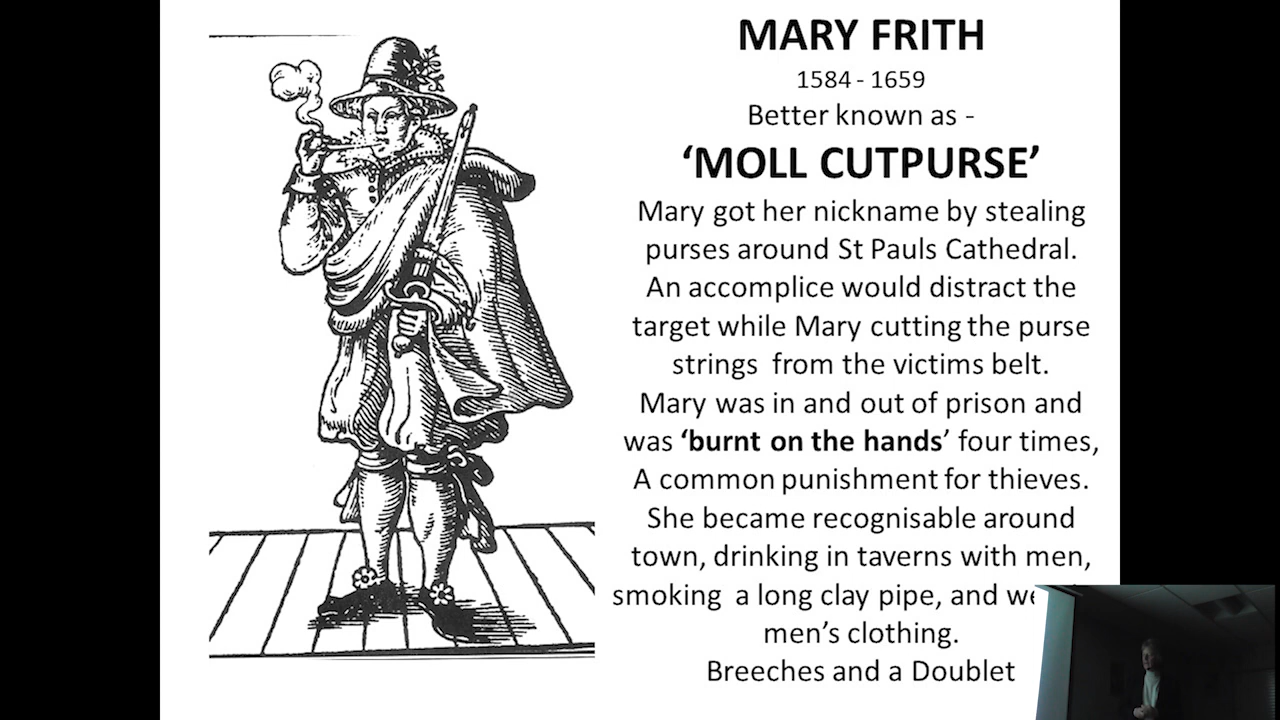 MARY FRITH
1584 - 1659
Better known as -
‘MOLL CUTPURSE’
Mary got her nickname by stealing
purses around St Pauls Cathedral.
An accomplice would distract the
target while Mary cutting the purse
strings from the victims belt.
Mary was in and out of prison and
was ‘burnt on the hands’ four times,
A common punishment for thieves.
She became recognisable around
town, drinking in taverns with men,
smoking a long clay pipe, and
men’s clothing.
Breeches and a Doublet